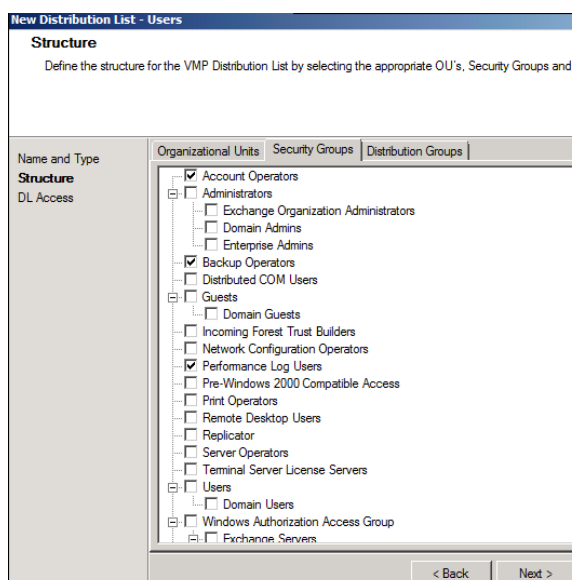 New Distribution List - Users
Structure
Define the structure for the VMP Distribution List by selecting the appropriate OU's, Security Groups and
Name and Type
Structure
DL Access
Organizational Units Security Groups Distribution Groups
Account Operators
Administrators
Exchange Organization Administrators
Domain Admins
Enterprise Admins
Backup Operators
Distributed COM Users
Guests
Domain Guests
Incoming Forest Trust Builders
Network Configuration Operators
Performance Log Users
Pre-Windows 2000 Compatible Access
Print Operators
Remote Desktop Users
Replicator
Server Operators
Terminal Server License Servers
Users
Domain Users
Windows Authorization Access Group
Exchange Servers
< Back Next >